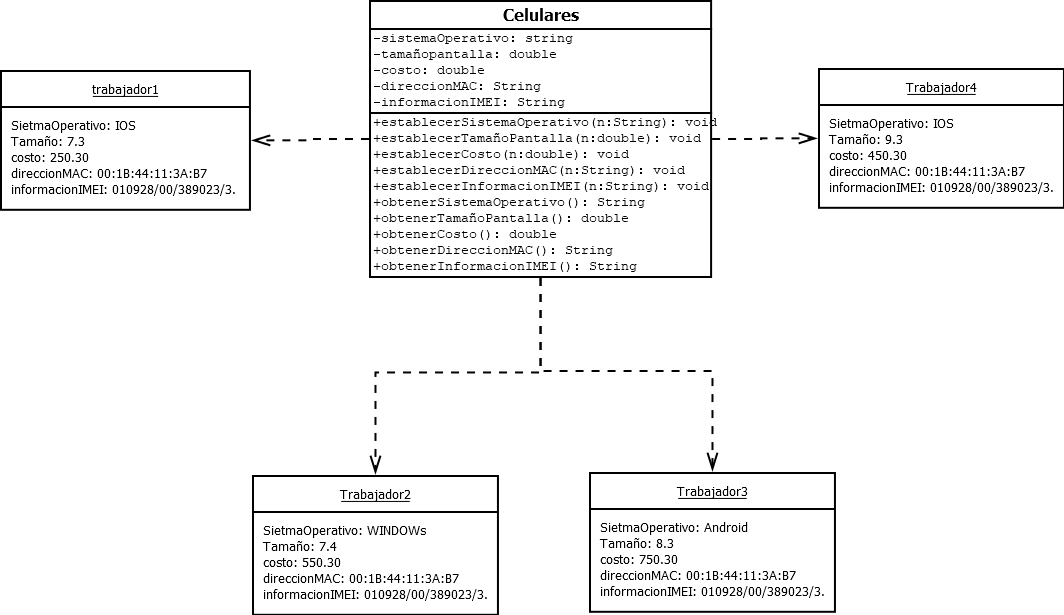 Celulares
-sistemaOperativo: string
-tamañopantalla: double
-costo: double
-direccionMAC: String
-informacionIMEI: String
+establecerSistemaOperativo(n:String): void
+establecerTamañoPantalla(n:double): void
+establecerCosto(n:double): void
+establecerDireccionMAC(n:String): void
+establecerInformacionIMEI(n:String): void
+obtenerSistemaOperativo(): String
+obtenerTamañoPantalla(): double
+obtenerCosto(): double
+obtenerDireccionMAC(): String
+obtenerInformacionIMEI(): String
trabajador1
SietmaOperativo: IOS
Tamaño: 7.3
costo: 250.30
direccionMAC: 00:1B:44:11:3A:B7
informacionIMEI: 010928/00/389023/3.
Trabajador4
SietmaOperativo: IOS
Tamaño: 9.3
costo: 450.30
direccionMAC: 00:1B:44:11:3A:B7
informacionIMEI: 010928/00/389023/3.
Trabajador2
SietmaOperativo: WINDOWs
Tamaño: 7.4
costo: 550.30
direccionMAC: 00:1B:44:11:3A:B7
informacionIMEI: 010928/00/389023/3.
Trabajador3
SietmaOperativo: Android
Tamaño: 8.3
costo: 750.30
direccionMAC: 00:1B:44:11:3A:B7
informacionIMEI: 010928/00/389023/3.